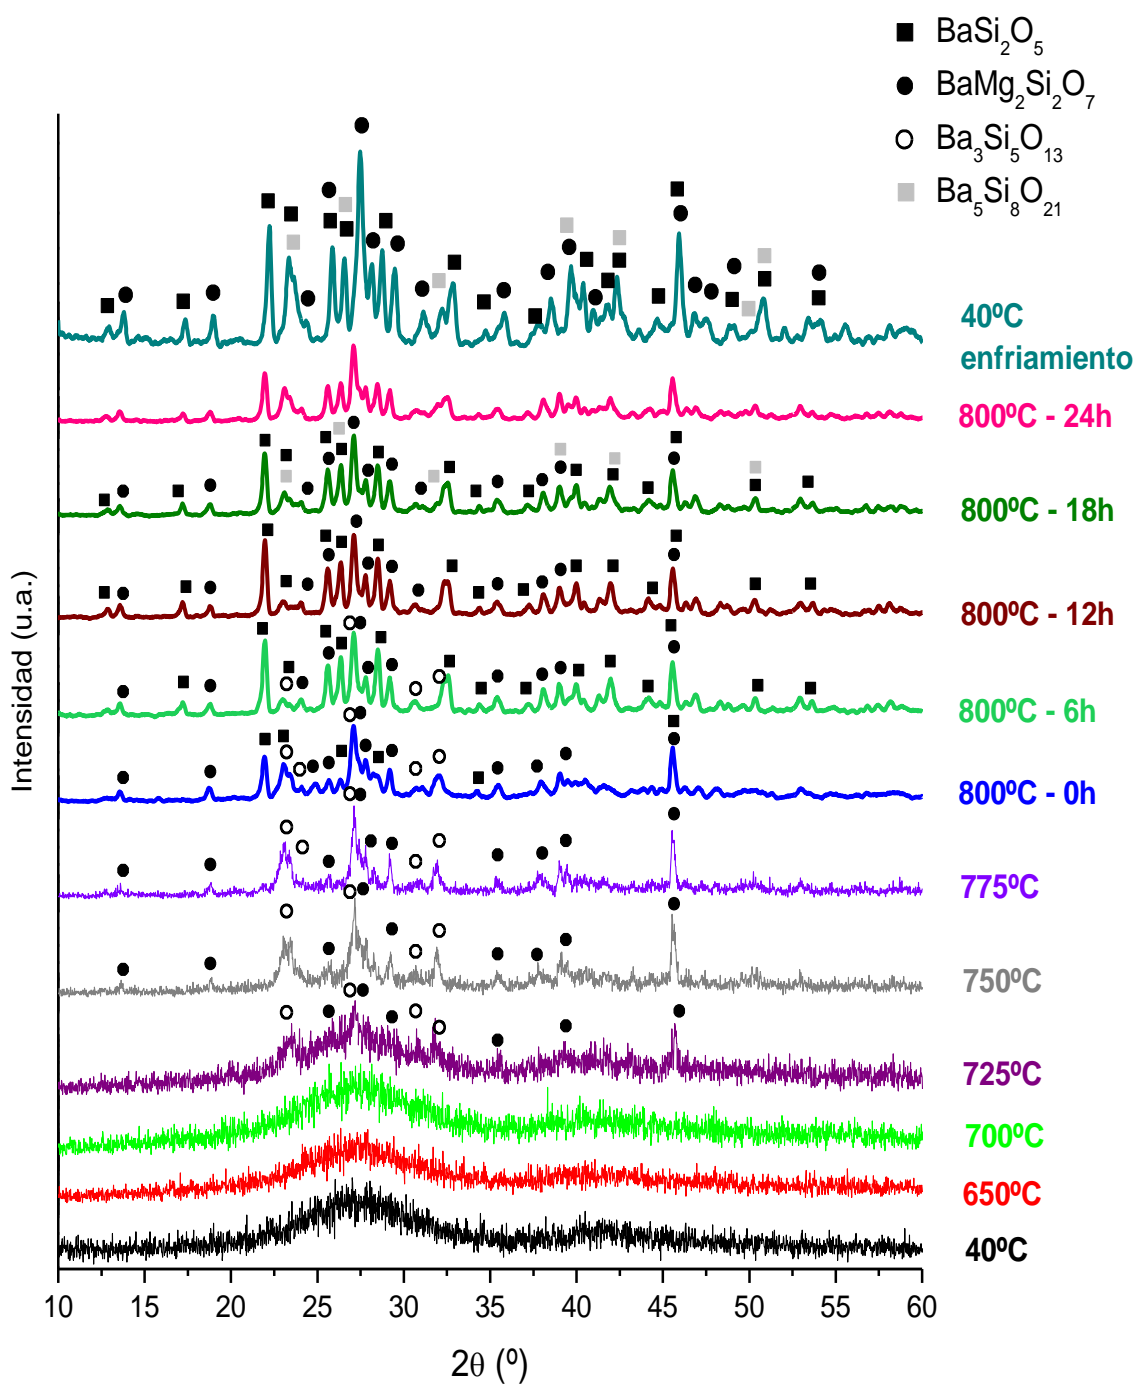 BaSi₂O₅
BaMg₂Si₂O₇
Ba₃Si₅O₁₃
Ba₅Si₈O₂₁
40ºC
enfriamiento
800ºC - 24h
800ºC - 18h
800ºC - 12h
800ºC - 6h
800ºC - 0h
775ºC
750ºC
725ºC
700ºC
650ºC
40ºC
Intensidad (u.a.)
10 15 20 25 30 35 40 45 50 55 60
2θ (º)